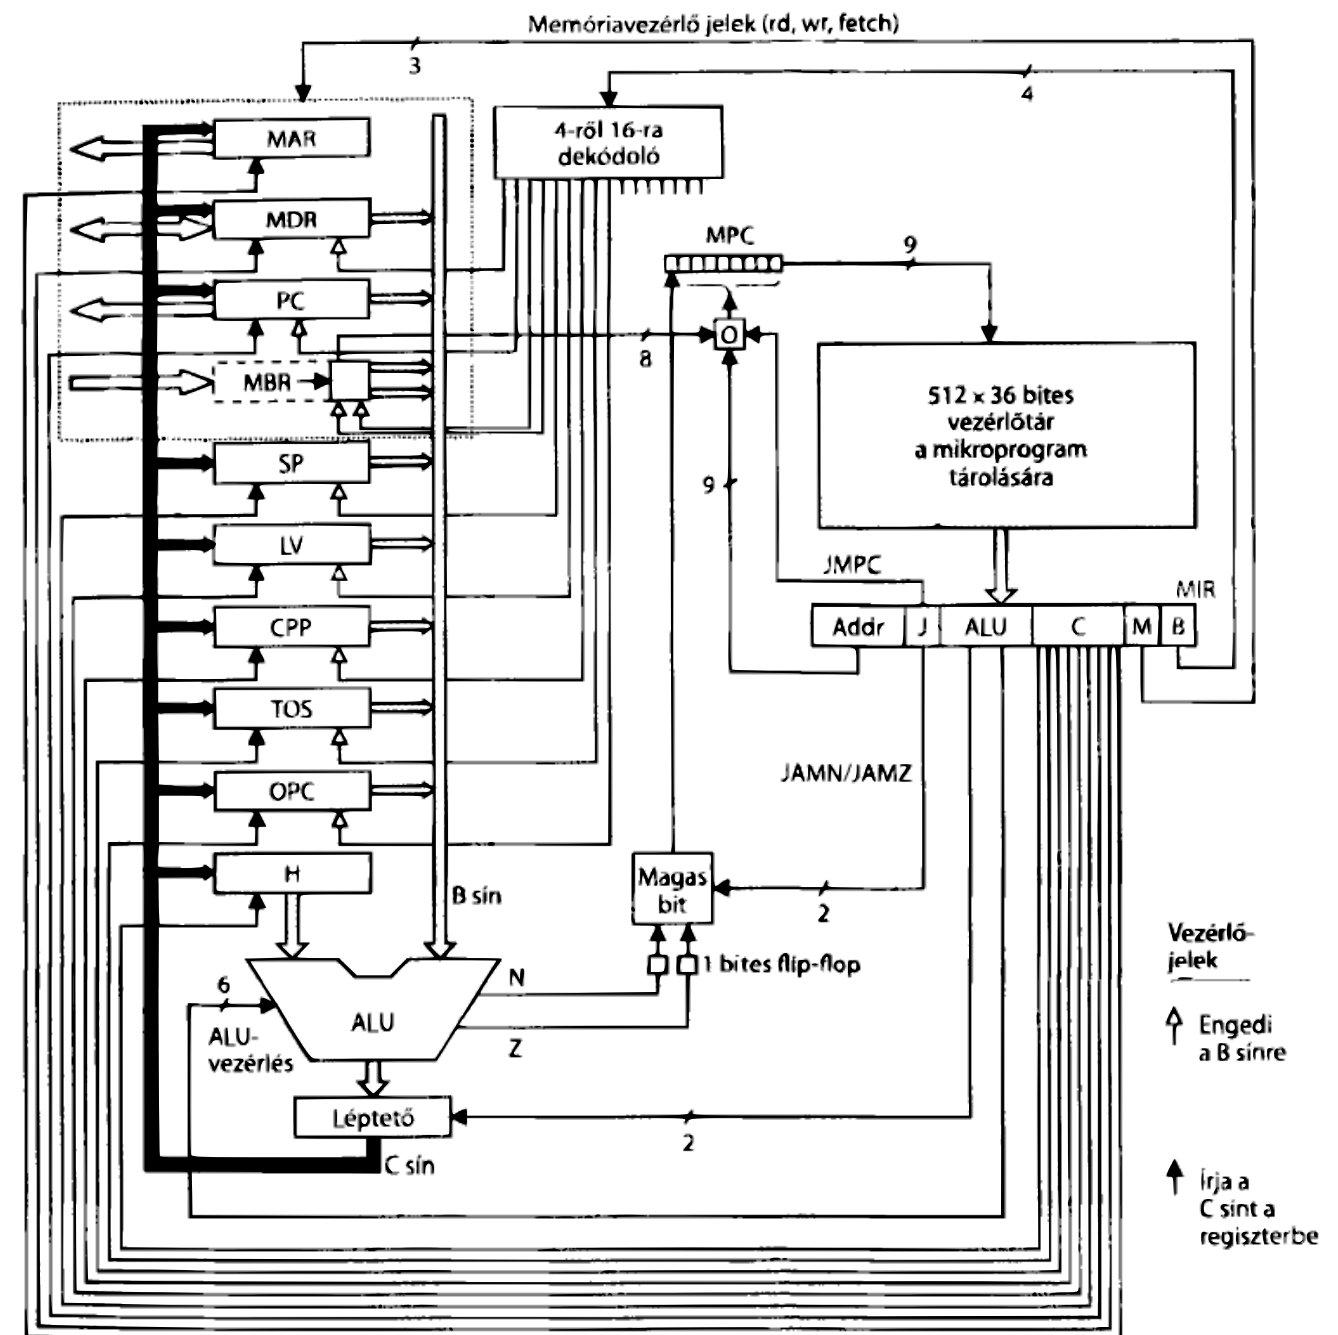 Memóriavezérlő jelek (rd, wr, fetch)
3
4
MAR
4-ről 16-ra
dekódoló
MDR
MPC
9
PC
O
8
MBR
512 x 36 bites
vezérlőtár
a mikroprogram
tárolására
SP
9
LV
JMPC
MIR
CPP
Addr
J
ALU
C
M
B
TOS
JAMN/JAMZ
OPC
H
Magas
bit
2
B sín
Vezérlő-
jelek
1 bites flip-flop
6
N
ALU
ALU-
vezérlés
Z
Engedi
a B sínre
Léptető
2
C sín
Írja a
C sínt a
regiszterbe